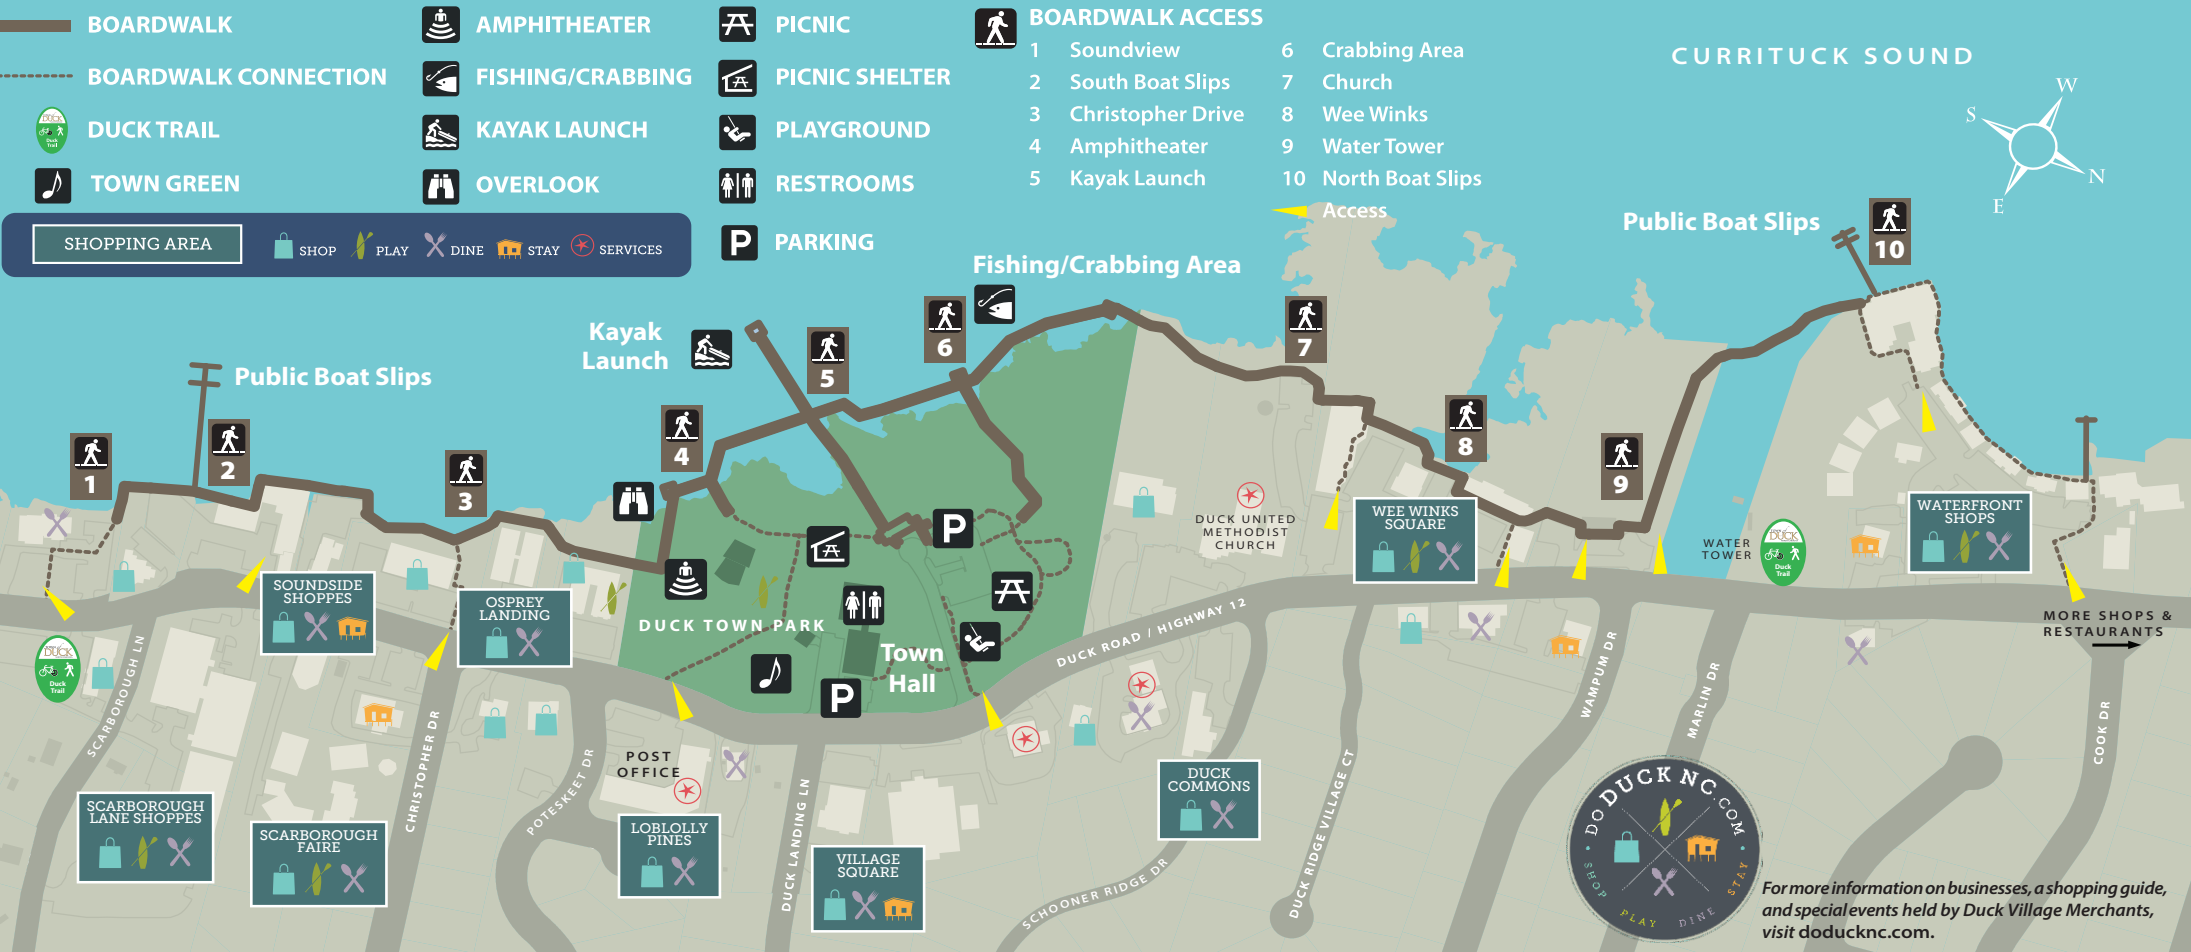 BOARDWALK
BOARDWALK CONNECTION
DUCK TRAIL
TOWN GREEN
AMPHITHEATER
FISHING/CRABBING
KAYAK LAUNCH
OVERLOOK
PICNIC
PICNIC SHELTER
PLAYGROUND
RESTROOMS
P PARKING
SHOPPING AREA
SHOP
PLAY
DINE
STAY
SERVICES
BOARDWALK ACCESS
1 Soundview
2 South Boat Slips
3 Christopher Drive
4 Amphitheater
5 Kayak Launch
6 Crabbing Area
7 Church
8 Wee Winks
9 Water Tower
10 North Boat Slips
Access
CURRITUCK SOUND
W
S
N
E
Public Boat Slips
10
Fishing/Crabbing Area
Kayak
Launch
5
6
7
Public Boat Slips
1
2
3
4
8
9
DUCK
Duck
Trail
SOUNDSIDE
SHOPPES
OSPREY
LANDING
DUCK TOWN PARK
P
Town
Hall
P
DUCK UNITED
METHODIST
CHURCH
WEE WINKS
SQUARE
WATER
TOWER
DUCK
Duck
Trail
WATERFRONT
SHOPS
MORE SHOPS &
RESTAURANTS
DUCK ROAD / HIGHWAY 12
SCARBOROUGH LN
CHRISTOPHER DR
POTESKEET DR
DUCK LANDING LN
SCHOONER RIDGE DR
DUCK RIDGE VILLAGE CT
WAMPUM DR
MARLIN DR
COOK DR
POST
OFFICE
SCARBOROUGH
LANE SHOPPES
SCARBOROUGH
FAIRE
LOBLOLLY
PINES
VILLAGE
SQUARE
DUCK
COMMONS
DODUCKNC.COM
SHOP
PLAY
DINE
STAY
For more information on businesses, a shopping guide,
and special events held by Duck Village Merchants,
visit doducknc.com.